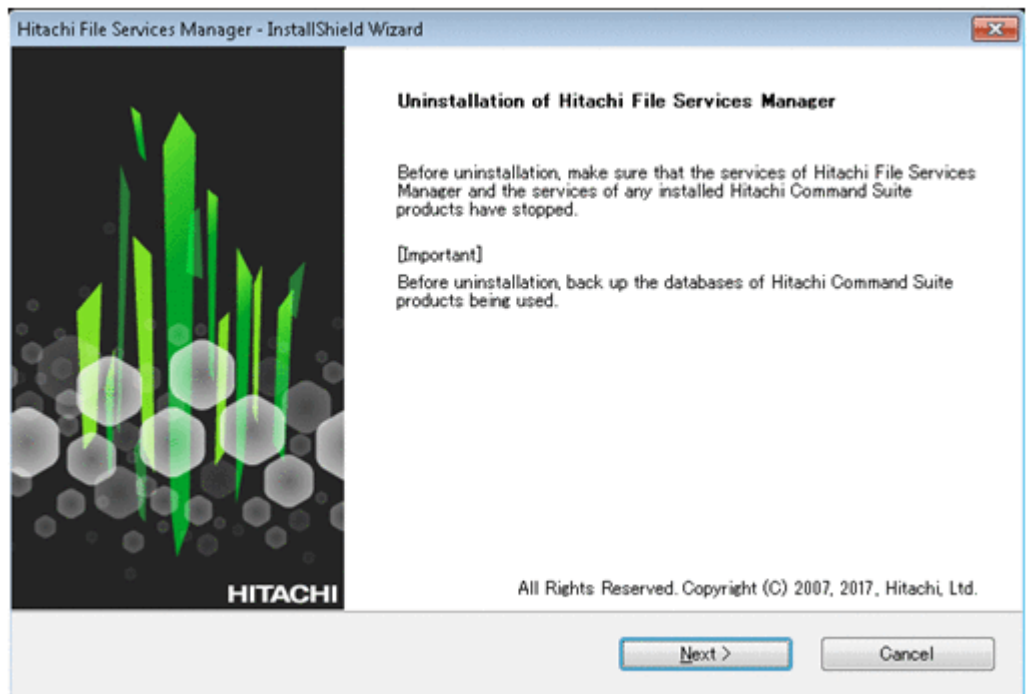 Hitachi File Services Manager - InstallShield Wizard
Uninstallation of Hitachi File Services Manager
Before uninstallation, make sure that the services of Hitachi File Services
Manager and the services of any installed Hitachi Command Suite
products have stopped.
[Important]
Before uninstallation, back up the databases of Hitachi Command Suite
products being used.
HITACHI
All Rights Reserved. Copyright (C) 2007, 2017, Hitachi, Ltd.
Next >
Cancel